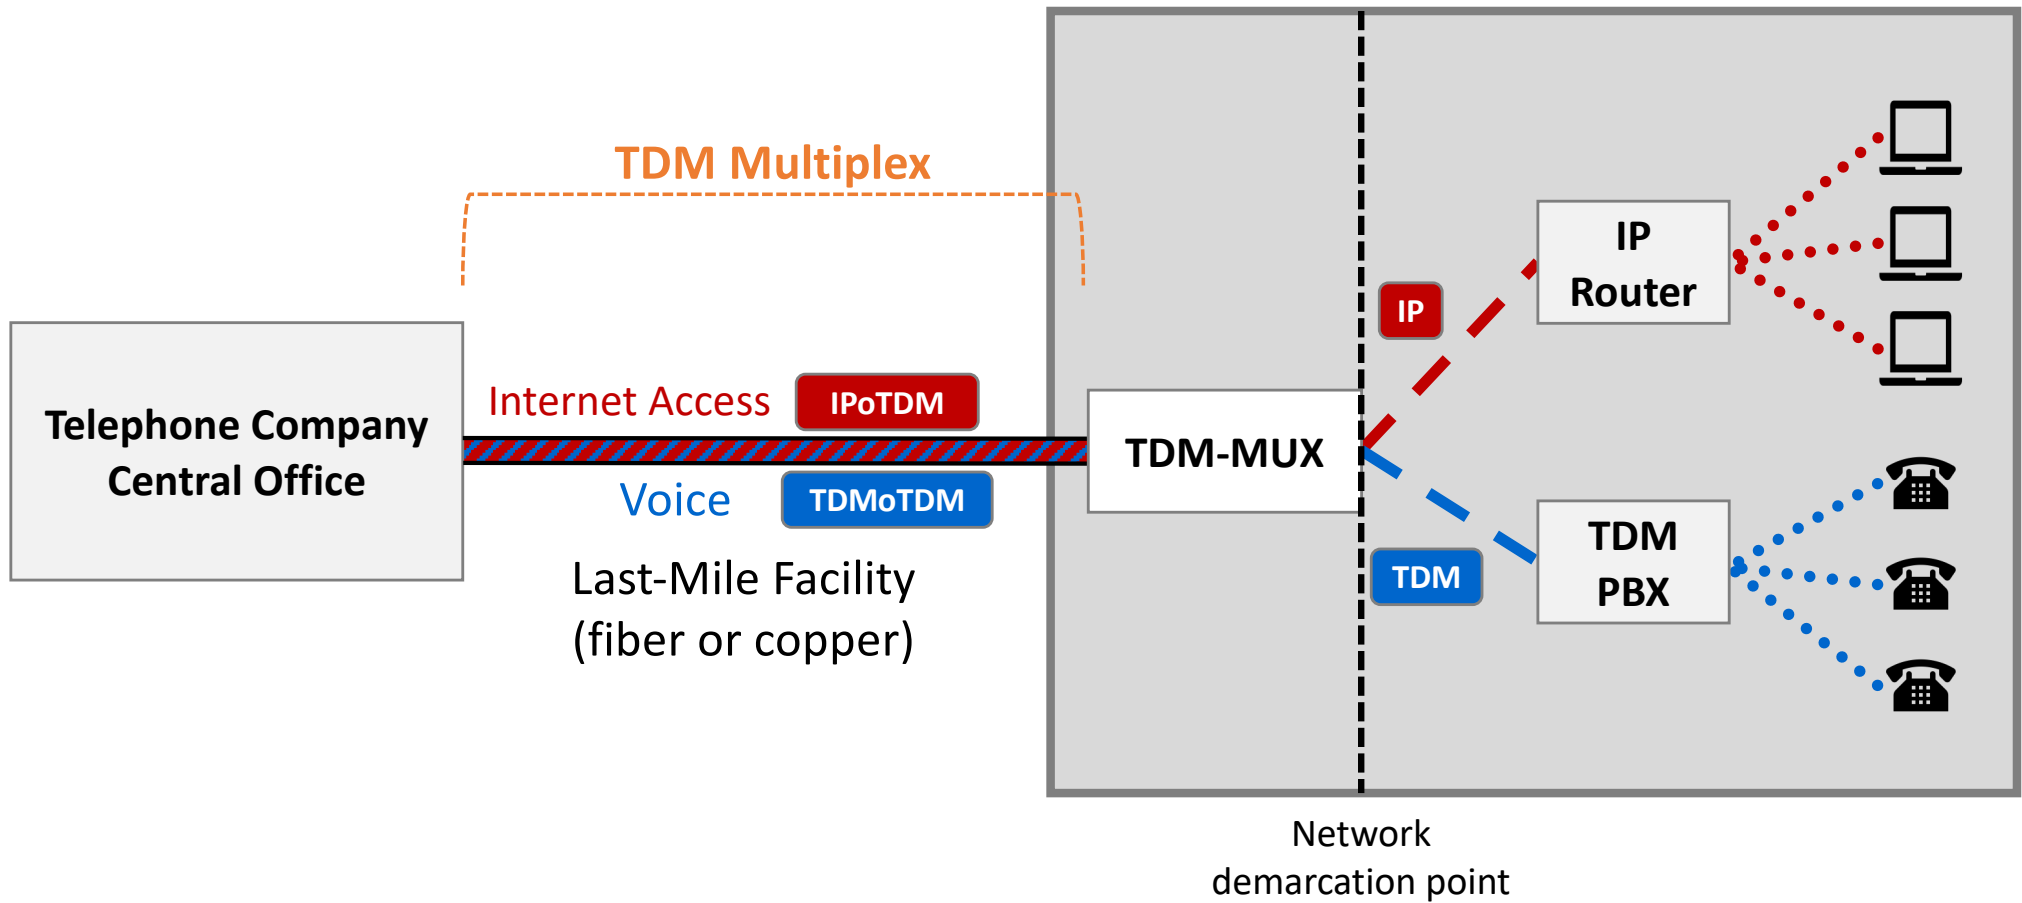 TDM Multiplex
Telephone Company
Central Office
Internet Access
IPoTDM
Voice
TDMoTDM
Last-Mile Facility
(fiber or copper)
TDM-MUX
IP
TDM
IP
Router
TDM
PBX
Network
demarcation point